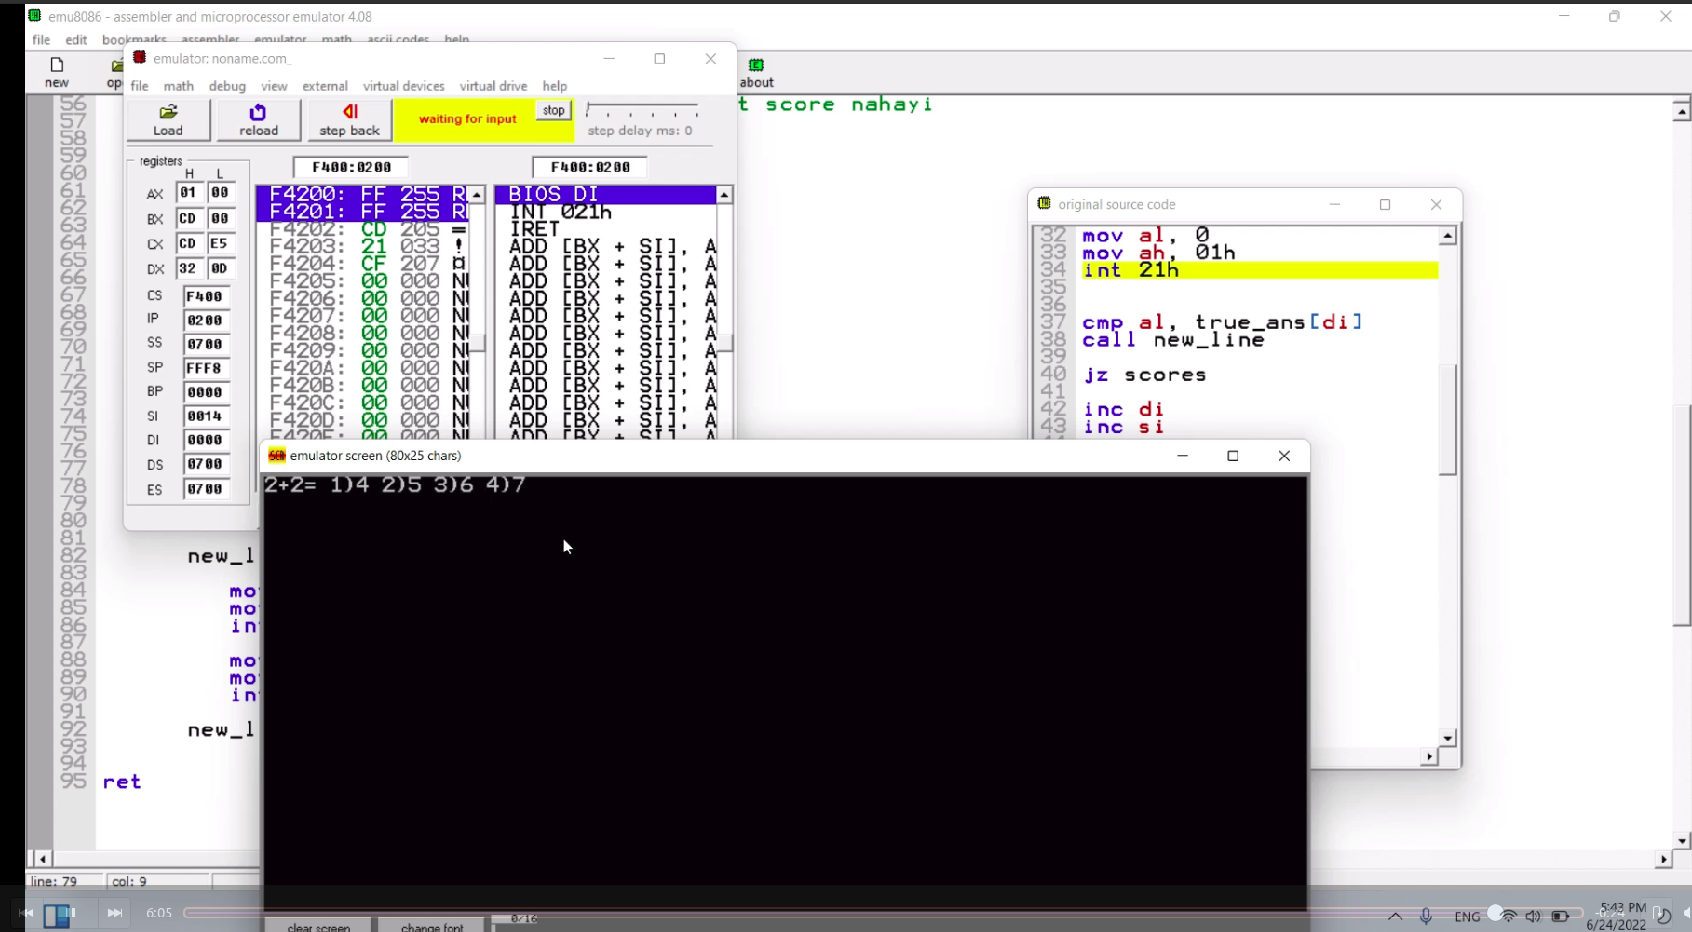 emu8086 - assembler and microprocessor emulator 4.08
file edit bookmarks assembler emulator math ascii codes help
new
about
emulator: noname.com_
file math debug view external virtual devices virtual drive help
Load reload step back waiting for input stop step delay ms: 0
t score nahayi
registers
F400:0200 F400:0200
H L
AX 01 00
BX CD 00
CX CD E5
DX 32 0D
CS F400
IP 0200
SS 0700
SP FFF8
BP 0000
SI 0014
DI 0000
DS 0700
ES 0700
F4200: FF 255
F4201: FF 255
F4202: CD 205 =
F4203: 21 033 !
F4204: CF 207 ¤
F4205: 00 000
F4206: 00 000
F4207: 00 000
F4208: 00 000
F4209: 00 000
F420A: 00 000
F420B: 00 000
F420C: 00 000
F420D: 00 000
BIOS DI
INT 021h
IRET
ADD [BX + SI], A
ADD [BX + SI], A
ADD [BX + SI], A
ADD [BX + SI], A
ADD [BX + SI], A
ADD [BX + SI], A
ADD [BX + SI], A
ADD [BX + SI], A
ADD [BX + SI], A
ADD [BX + SI], A
ADD [BX + SI], A
ADD [BX + SI], A
original source code
32 mov al, 0
33 mov ah, 01h
34 int 21h
35
36
37 cmp al, true_ans[di]
38 call new_line
39
40 jz scores
41
42 inc di
43 inc si
emulator screen (80x25 chars)
2+2= 1)4 2)5 3)6 4)7
clear screen change font 0/16
56
57
58
59
60
61
62
63
64
65
66
67
68
69
70
71
72
73
74
75
76
77
78
79
80
81
82 new_l
83
84 mo
85 mo
86 in
87
88 mo
89 mo
90 in
91
92 new_l
93
94
95 ret
line: 79 col: 9
6:05
ENG
5:43 PM
6/24/2022